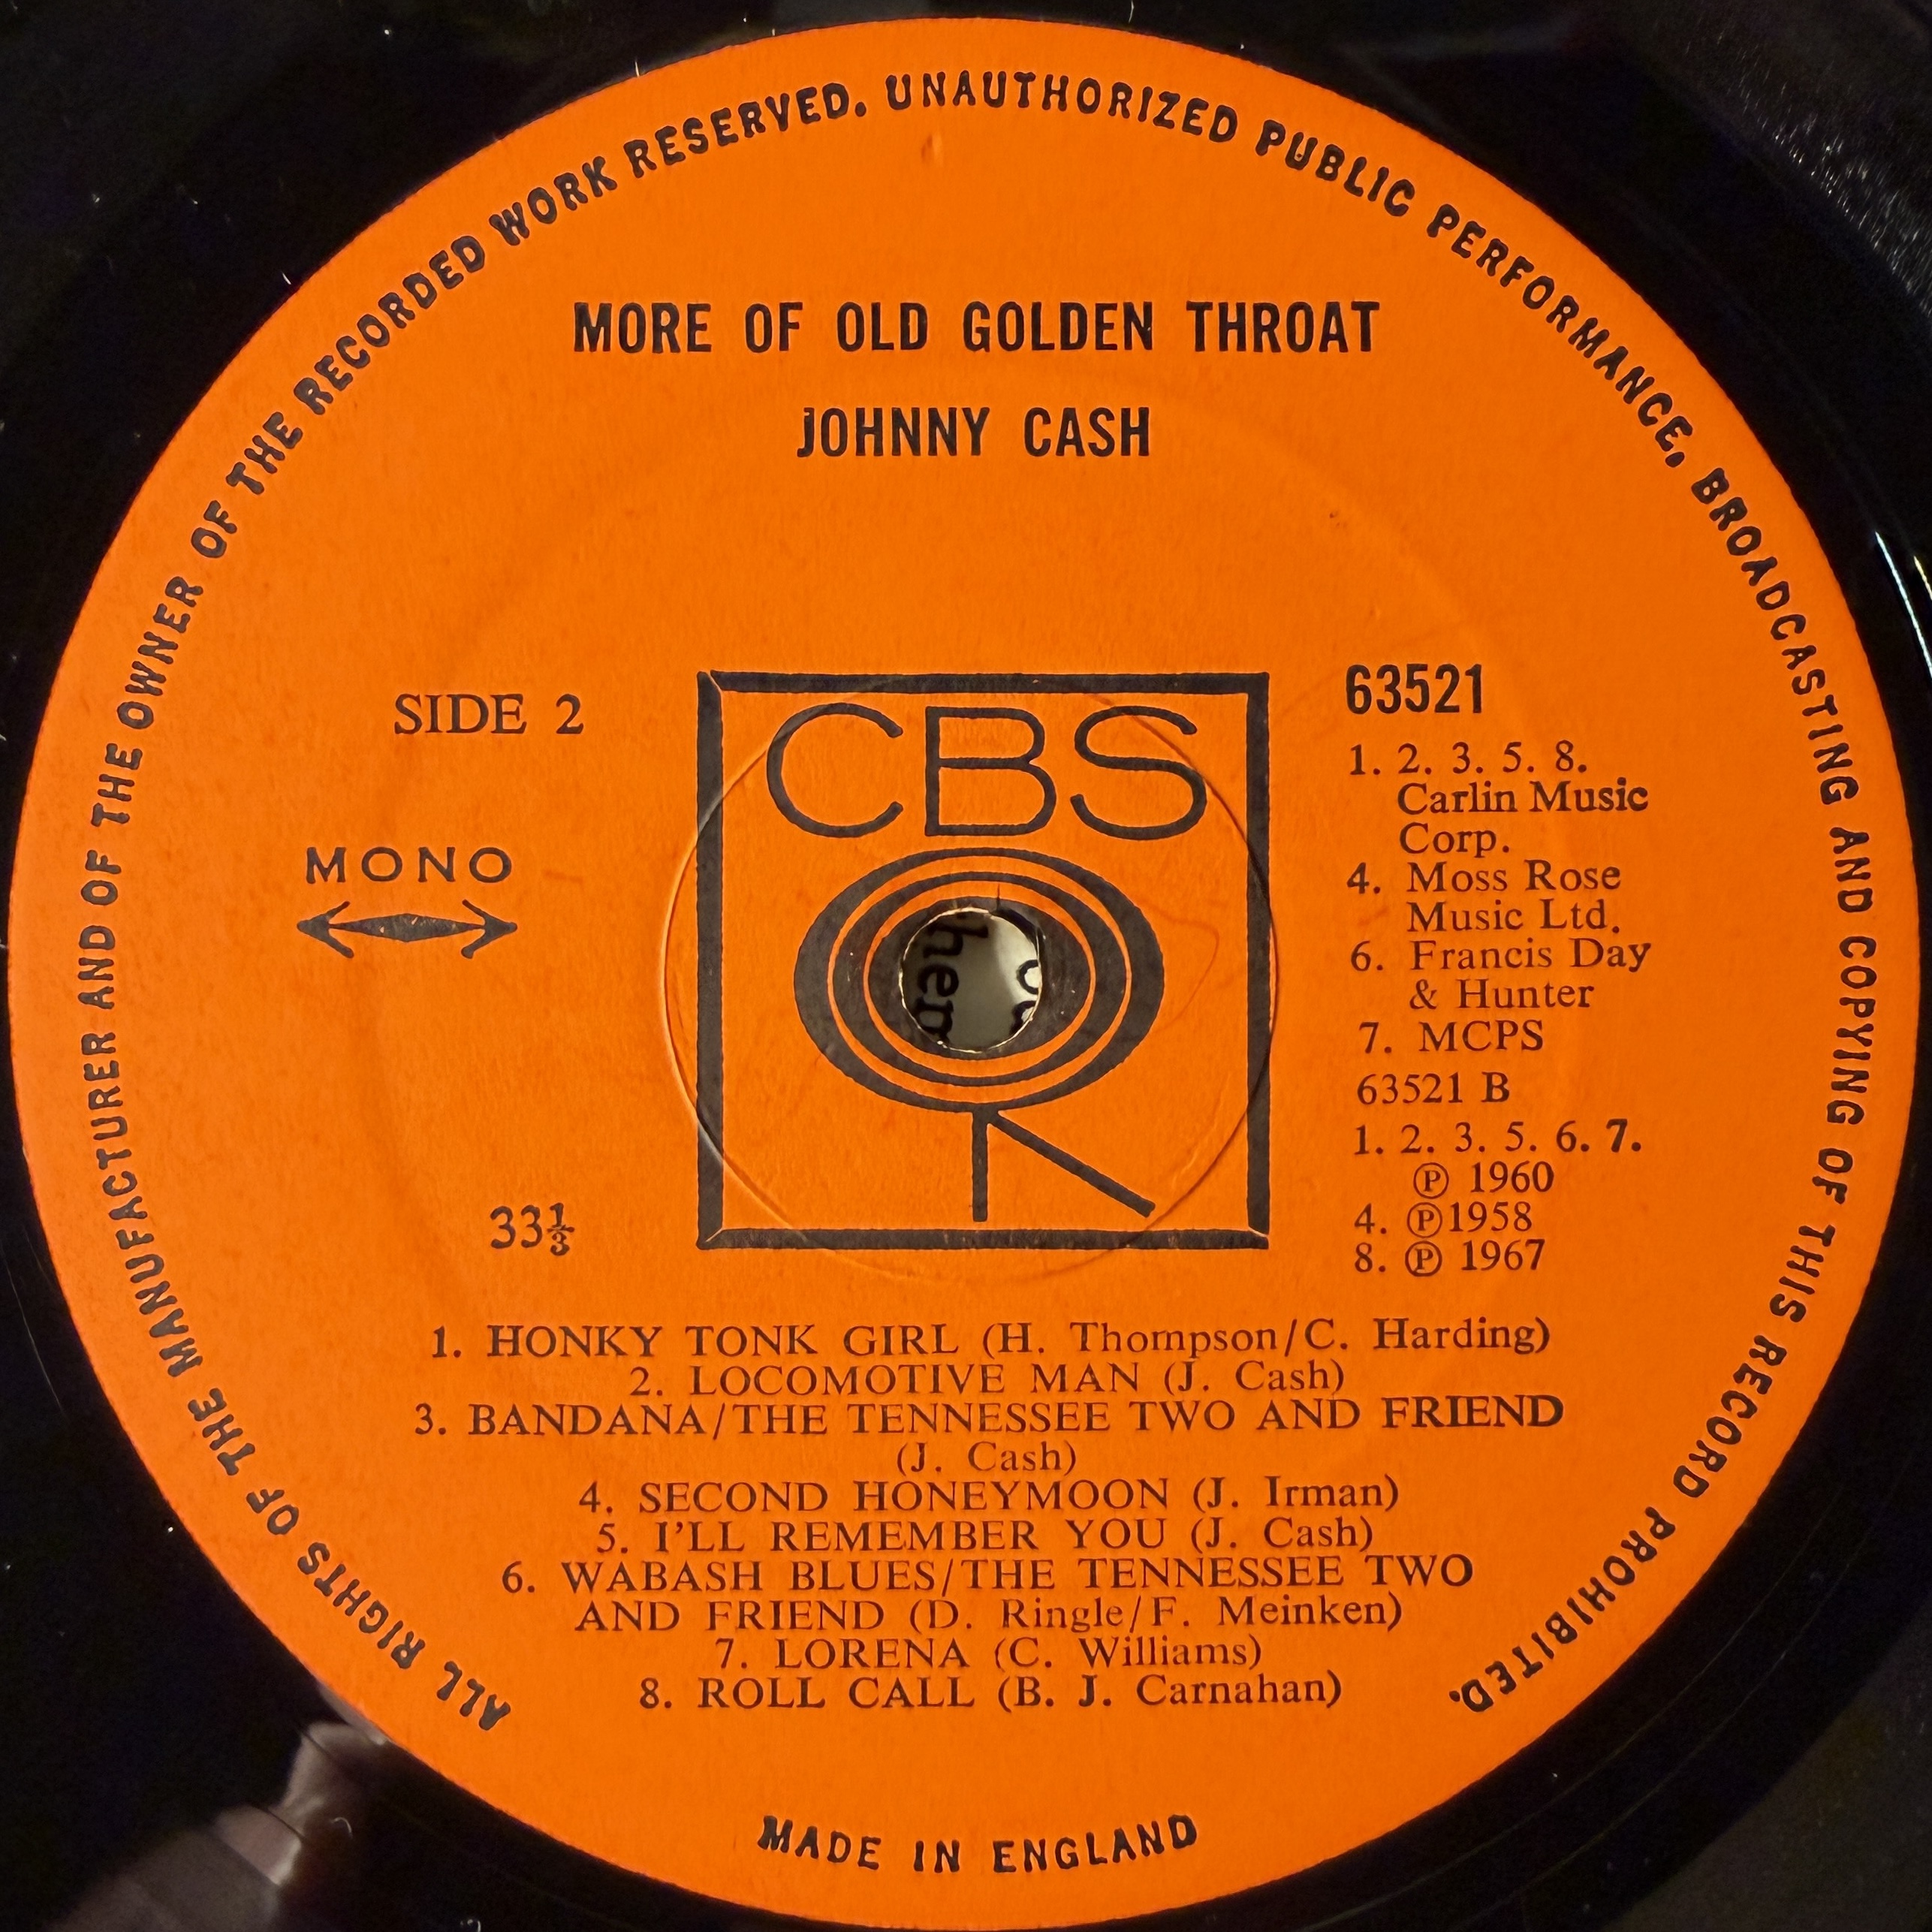 ALL RIGHTS OF THE MANUFACTURER AND OF THE OWNER OF THE RECORDED WORK RESERVED. UNAUTHORIZED PUBLIC PERFORMANCE, BROADCASTING AND COPYING OF THIS RECORD PROHIBITED.
MORE OF OLD GOLDEN THROAT
JOHNNY CASH
SIDE 2
MONO
33⅓
CBS
63521
1. 2. 3. 5. 8.
Carlin Music
Corp.
4. Moss Rose
Music Ltd.
6. Francis Day
& Hunter
7. MCPS
63521 B
1. 2. 3. 5. 6. 7.
℗ 1960
4. ℗1958
8. ℗ 1967
1. HONKY TONK GIRL (H. Thompson/C. Harding)
2. LOCOMOTIVE MAN (J. Cash)
3. BANDANA/THE TENNESSEE TWO AND FRIEND
(J. Cash)
4. SECOND HONEYMOON (J. Irman)
5. I'LL REMEMBER YOU (J. Cash)
6. WABASH BLUES/THE TENNESSEE TWO
AND FRIEND (D. Ringle/F. Meinken)
7. LORENA (C. Williams)
8. ROLL CALL (B. J. Carnahan)
MADE IN ENGLAND